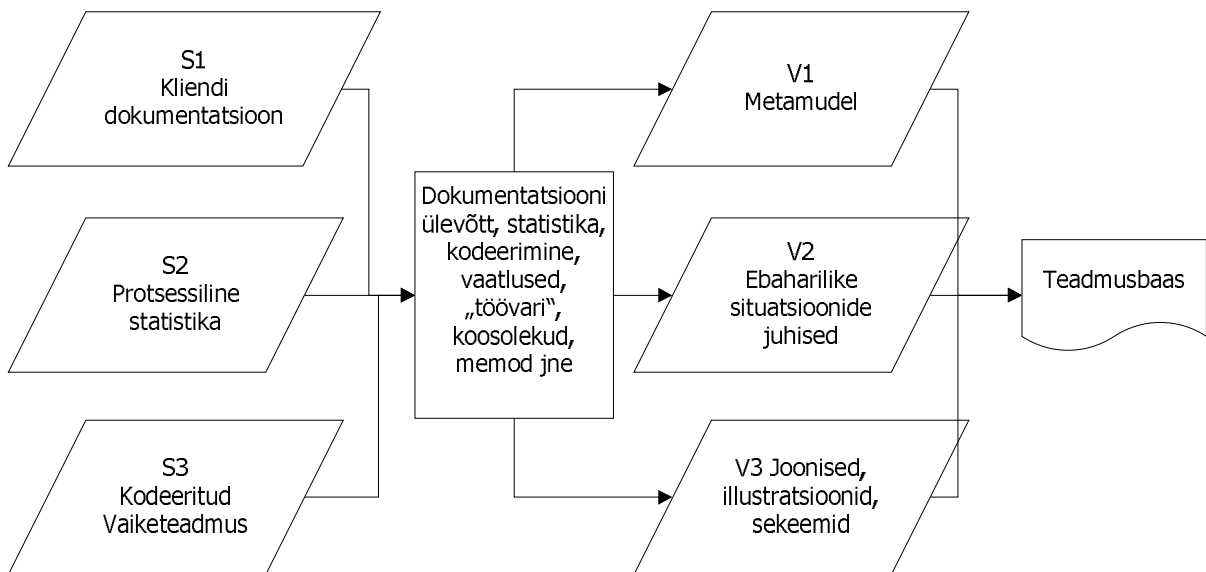 S1
Kliendi
dokumentatsioon
S2
Protsessiline
statistika
S3
Kodeeritud
Vaiketeadmus
Dokumentatsiooni
ülevõtt, statistika,
kodeerimine,
vaatlused,
„töövari“,
koosolekud,
memod jne
V1
Metamudel
V2
Ebaharilike
situatsioonide
juhised
V3 Joonised,
illustratsioonid,
sekeemid
Teadmusbaas